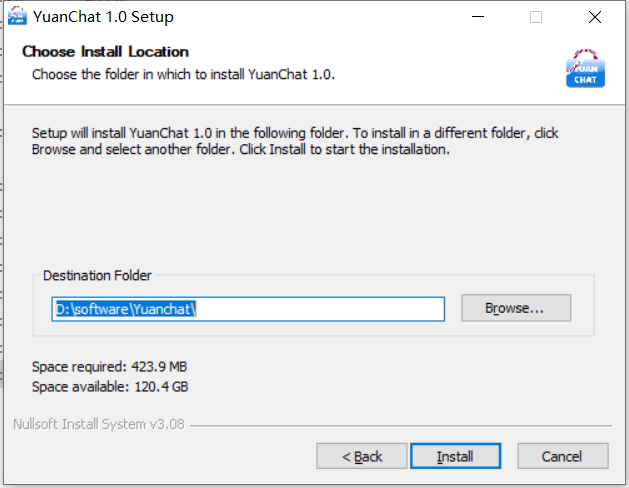 YuanChat 1.0 Setup
Choose Install Location
Choose the folder in which to install YuanChat 1.0.
YUAN
CHAT
Setup will install YuanChat 1.0 in the following folder. To install in a different folder, click
Browse and select another folder. Click Install to start the installation.
Destination Folder
D:\software\Yuanchat\
Browse...
Space required: 423.9 MB
Space available: 120.4 GB
Nullsoft Install System v3.08
< Back
Install
Cancel